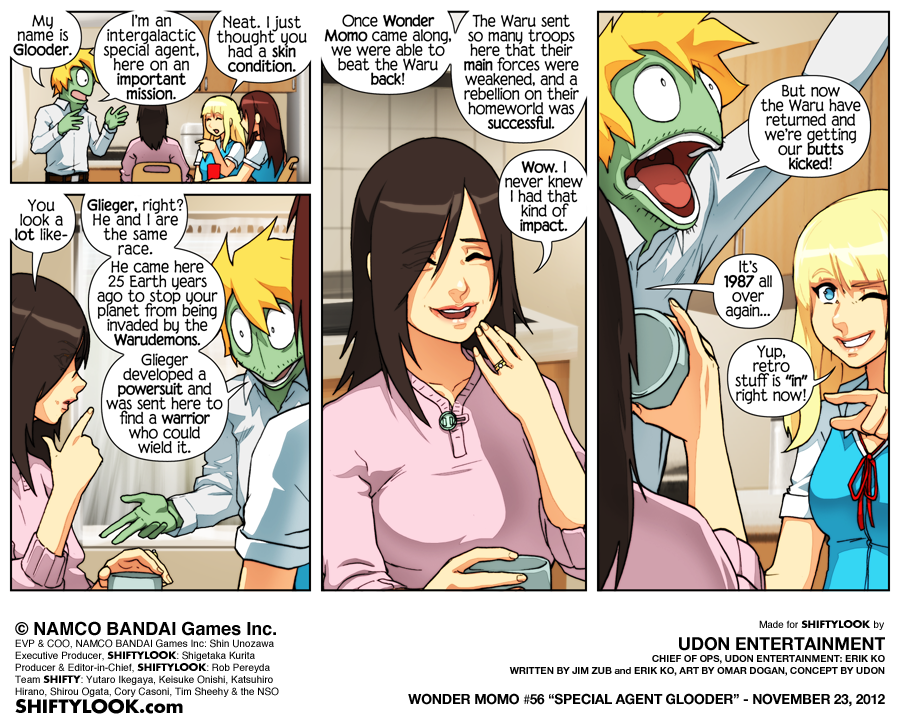 My
name is
Glooder.
I'm an
intergalactic
special agent,
here on an
important
mission.
Neat. I just
thought you
had a skin
condition.
You
look a
lot like-
Glieger, right?
He and I are
the same
race.
He came here
25 Earth years
ago to stop your
planet from being
invaded by the
Warudemons.
Glieger
developed a
powersuit and
was sent here to
find a warrior
who could
wield it.
Once Wonder
Momo came along,
we were able to
beat the Waru
back!
The Waru sent
so many troops
here that their
main forces were
weakened, and a
rebellion on their
homeworld was
successful.
Wow. I
never knew
I had that
kind of
impact.
But now
the Waru have
returned and
we're getting
our butts
kicked!
It's
1987 all
over
again...
Yup,
retro
stuff is "in"
right now!
© NAMCO BANDAI Games Inc.
EVP & COO, NAMCO BANDAI Games Inc: Shin Unozawa
Executive Producer, SHIFTYLOOK: Shigetaka Kurita
Producer & Editor-in-Chief, SHIFTYLOOK: Rob Pereyda
Team SHIFTY: Yutaro Ikegaya, Keisuke Onishi, Katsuhiro
Hirano, Shirou Ogata, Cory Casoni, Tim Sheehy & the NSO
SHIFTYLOOK.com
Made for SHIFTYLOOK by
UDON ENTERTAINMENT
CHIEF OF OPS, UDON ENTERTAINMENT: ERIK KO
WRITTEN BY JIM ZUB and ERIK KO, ART BY OMAR DOGAN, CONCEPT BY UDON
WONDER MOMO #56 "SPECIAL AGENT GLOODER" - NOVEMBER 23, 2012